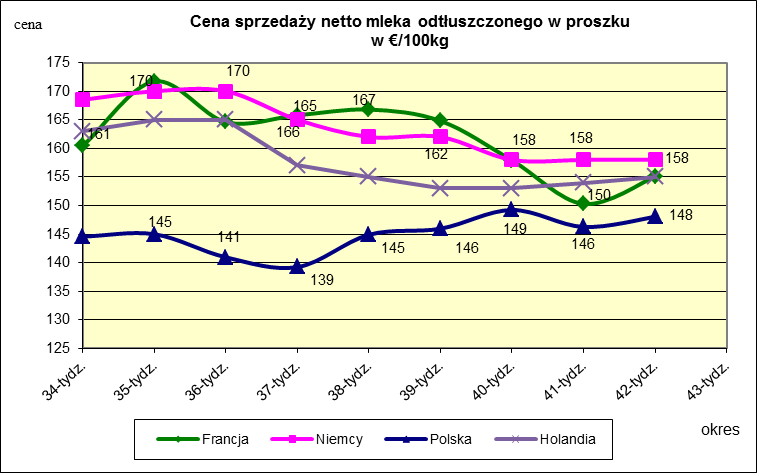 Cena sprzedaży netto mleka odtłuszczonego w proszku
w €/100kg
cena
175
170
165
160
155
150
145
140
135
130
125
161
170
170
166
165
167
162
158
158
158
150
145
141
139
145
146
149
146
148
34-tydz.
35-tydz.
36-tydz.
37-tydz.
38-tydz.
39-tydz.
40-tydz.
41-tydz.
42-tydz.
43-tydz.
okres
Francja
Niemcy
Polska
Holandia